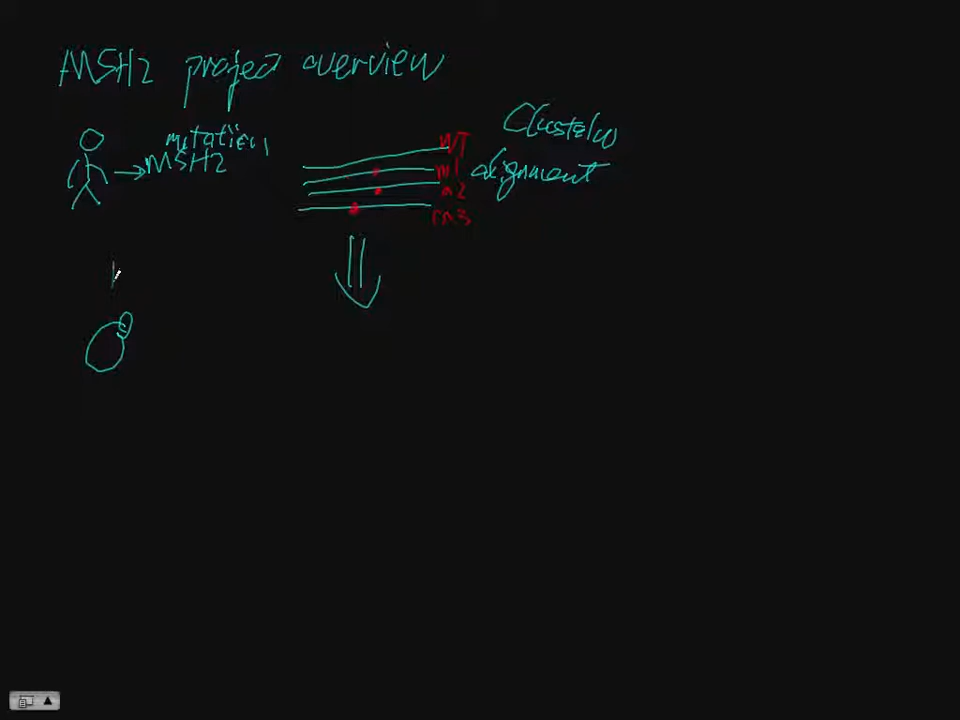 MSH2 project overview
mutation
MSH2
WT
m1
m2
m3
Clustalw
alignment